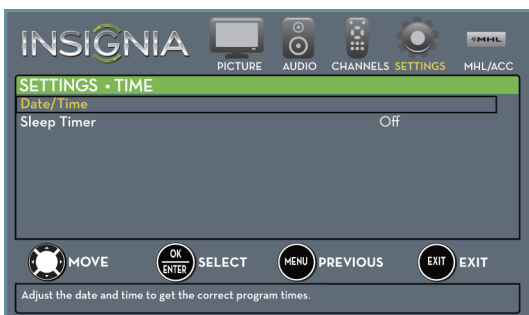 INSIGNIA
PICTURE AUDIO CHANNELS SETTINGS MHL/ACC
MHL
SETTINGS • TIME
Date/Time
Sleep Timer Off
MOVE OK ENTER SELECT MENU PREVIOUS EXIT EXIT
Adjust the date and time to get the correct program times.